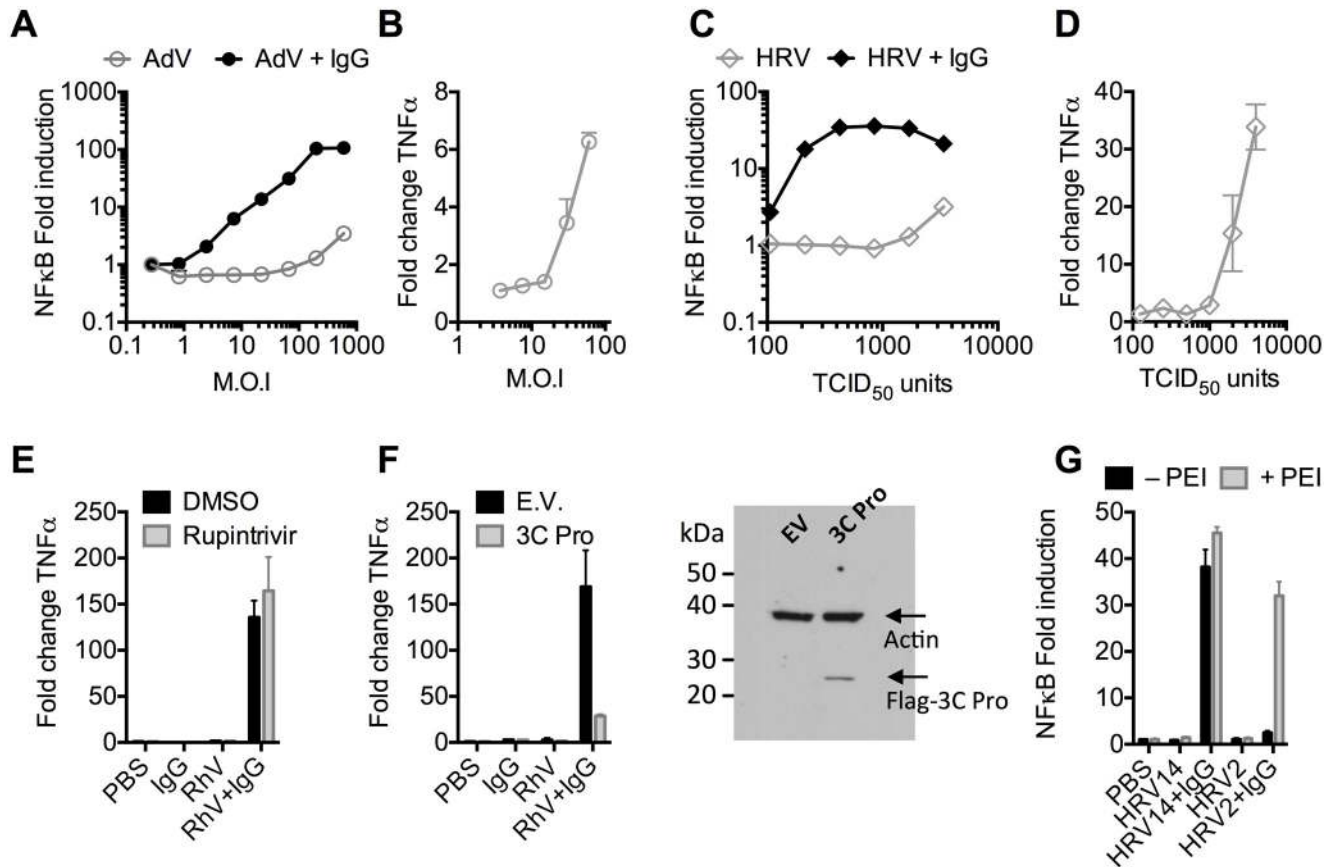 A
AdV
AdV + IgG
NFκB Fold induction
1000
100
10
1
0.1
0.1
1
10
100
1000
M.O.I
B
Fold change TNFα
8
6
4
2
0
1
10
100
M.O.I
C
HRV
HRV + IgG
NFκB Fold induction
100
10
1
0.1
100
1000
10000
TCID50 units
D
Fold change TNFα
40
30
20
10
0
100
1000
10000
TCID50 units
E
DMSO
Rupintrivir
Fold change TNFα
250
200
150
100
50
0
PBS
IgG
RhV
RhV+IgG
F
E.V.
3C Pro
Fold change TNFα
250
200
150
100
50
0
PBS
IgG
RhV
RhV+IgG
kDa
EV
3C Pro
50
40
30
20
Actin
Flag-3C Pro
G
– PEI
+ PEI
NFκB Fold induction
50
40
30
20
10
0
PBS
HRV14
HRV14+IgG
HRV2
HRV2+IgG